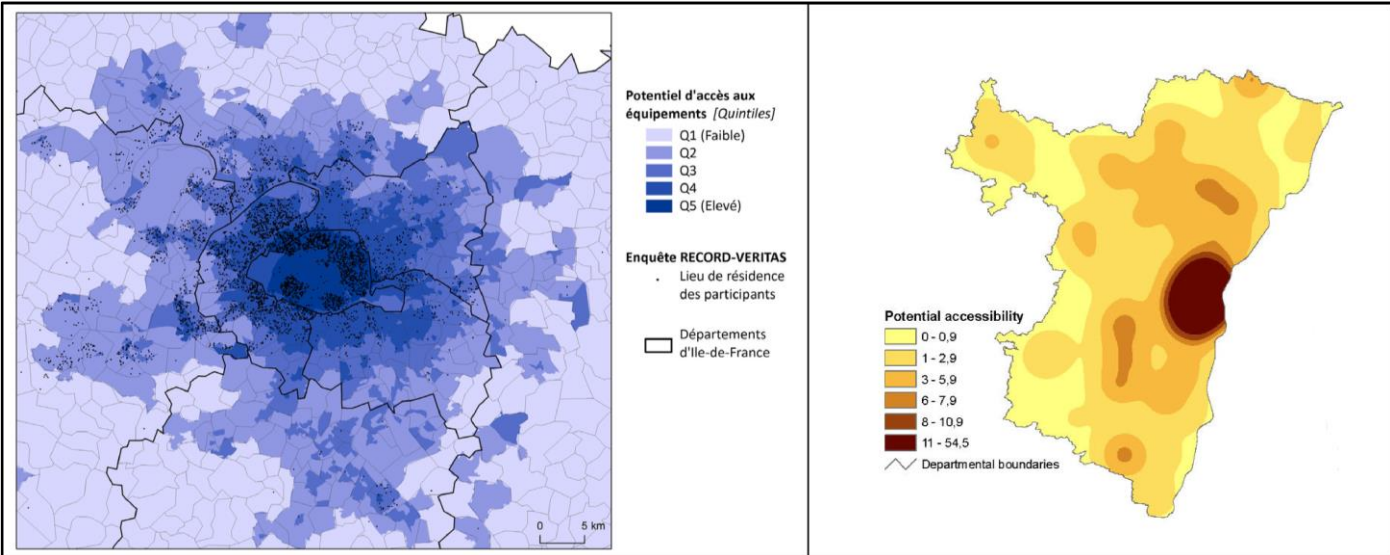 Potentiel d'accès aux
équipements [Quintiles]
Q1 (Faible)
Q2
Q3
Q4
Q5 (Elevé)
Enquête RECORD-VERITAS
Lieu de résidence
des participants
Départements
d'Ile-de-France
0 5 km
Potential accessibility
0 - 0,9
1 - 2,9
3 - 5,9
6 - 7,9
8 - 10,9
11 - 54,5
Departmental boundaries